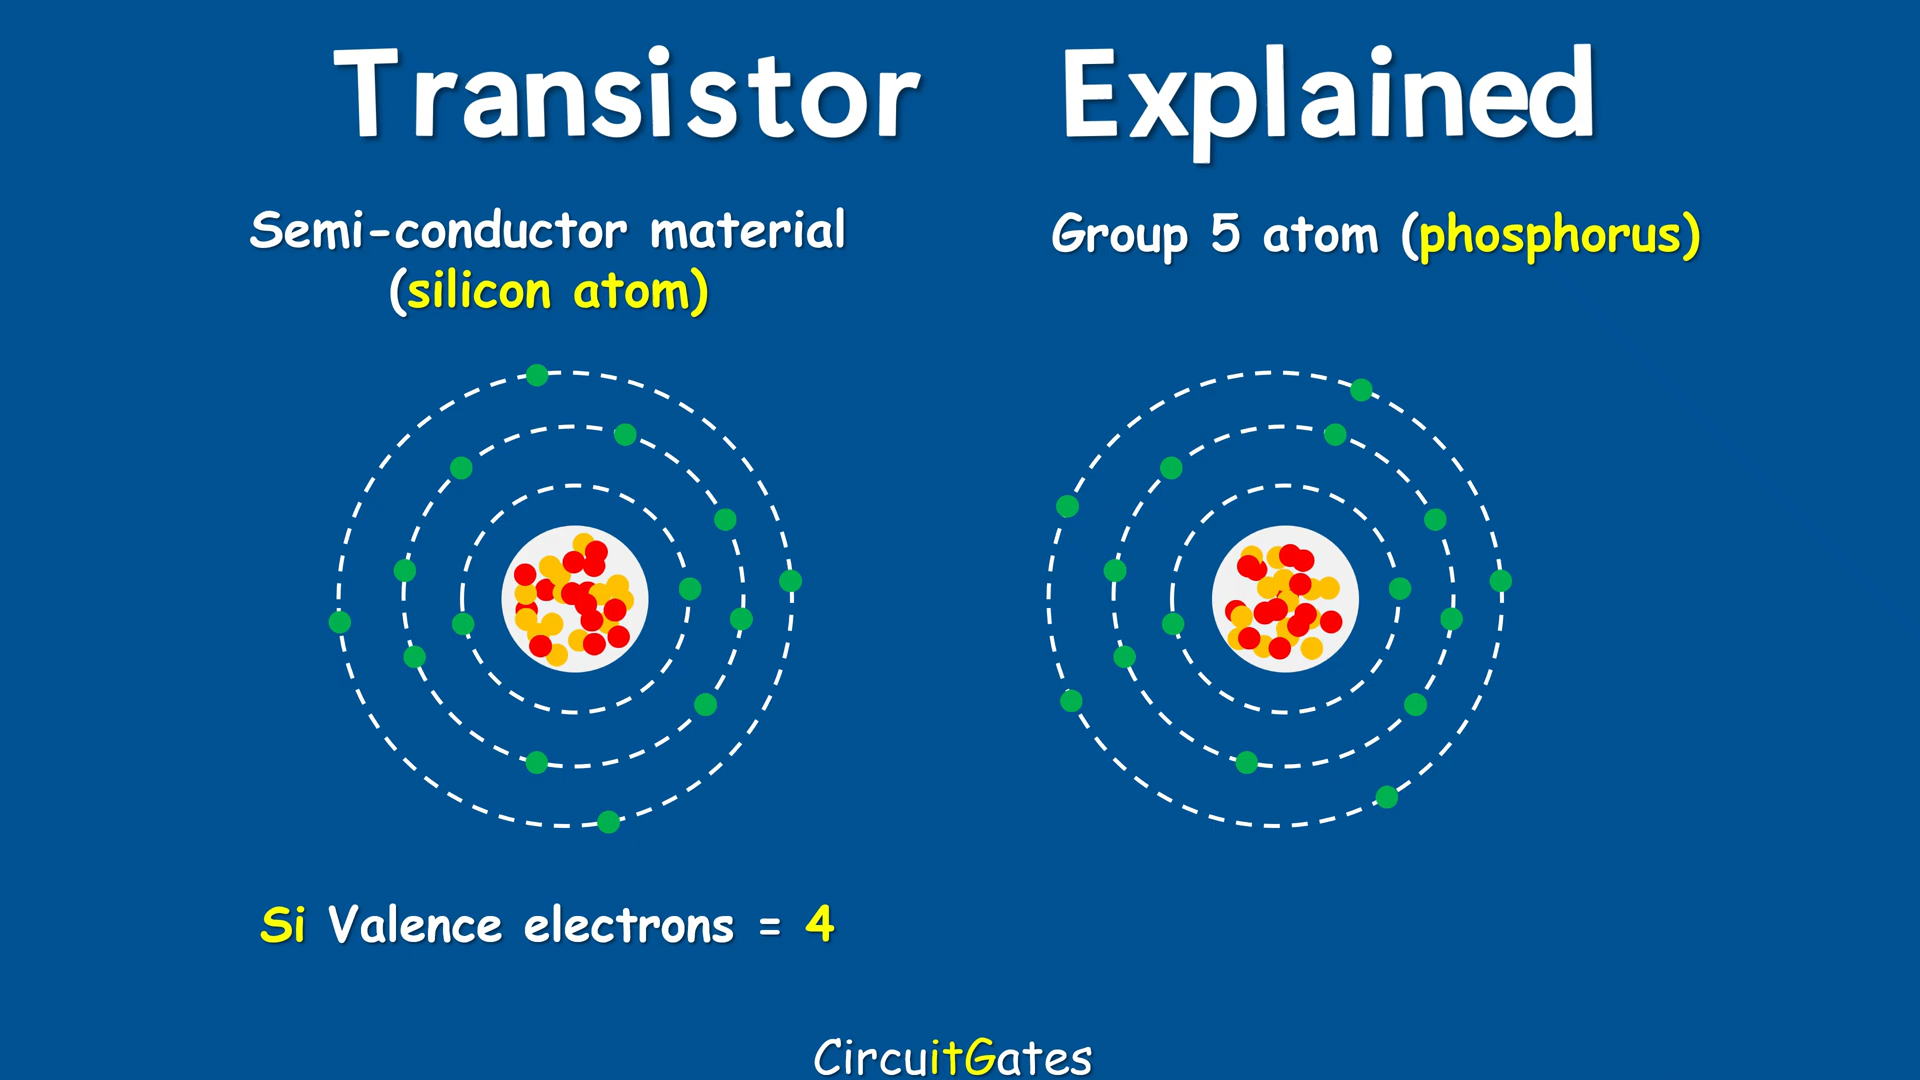 Transistor Explained
Semi-conductor material
(silicon atom)
Group 5 atom (phosphorus)
Si Valence electrons = 4
CircuitGates